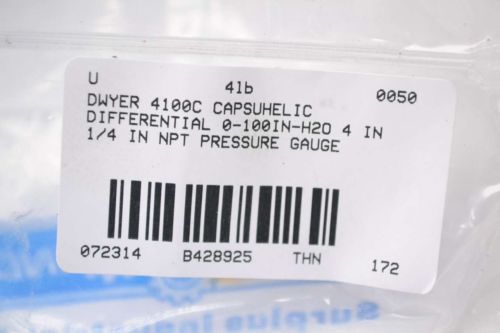 U 4lb 0050
DWYER 4100C CAPSUHELIC
DIFFERENTIAL 0-100IN-H2O 4 IN
1/4 IN NPT PRESSURE GAUGE
072314 B428925 THN 172
Surplus